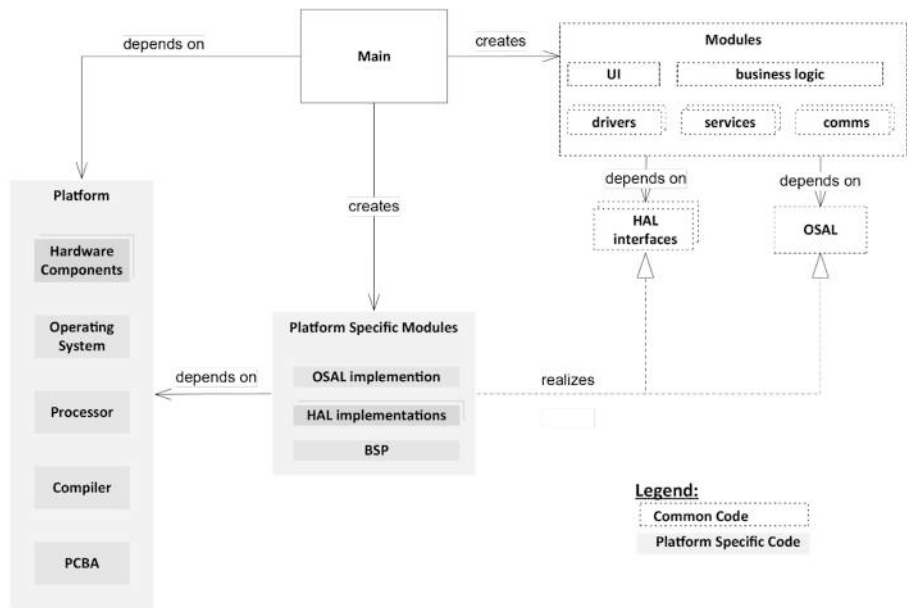 depends on
Main
creates
Modules
UI
business logic
drivers
services
comms
depends on
depends on
HAL
interfaces
OSAL
creates
Platform
Hardware
Components
Operating
System
Processor
Compiler
PCBA
depends on
Platform Specific Modules
OSAL implemention
HAL implementations
BSP
realizes
Legend:
Common Code
Platform Specific Code